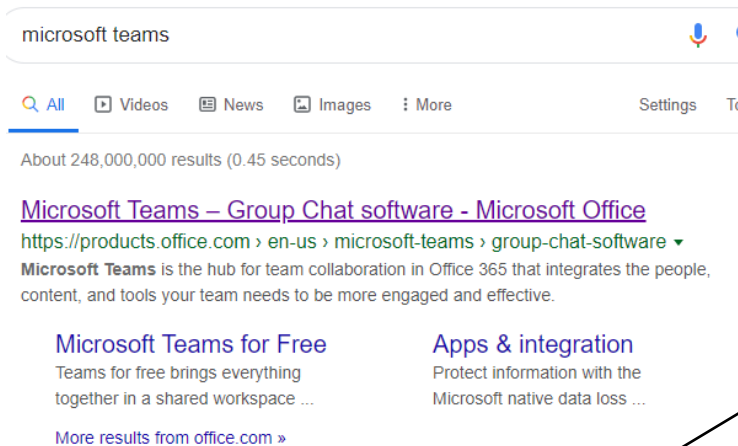 microsoft teams
All Videos News Images More Settings
About 248,000,000 results (0.45 seconds)
Microsoft Teams – Group Chat software - Microsoft Office
https://products.office.com › en-us › microsoft-teams › group-chat-software
Microsoft Teams is the hub for team collaboration in Office 365 that integrates the people,
content, and tools your team needs to be more engaged and effective.
Microsoft Teams for Free
Teams for free brings everything
together in a shared workspace ...
Apps & integration
Protect information with the
Microsoft native data loss ...
More results from office.com »